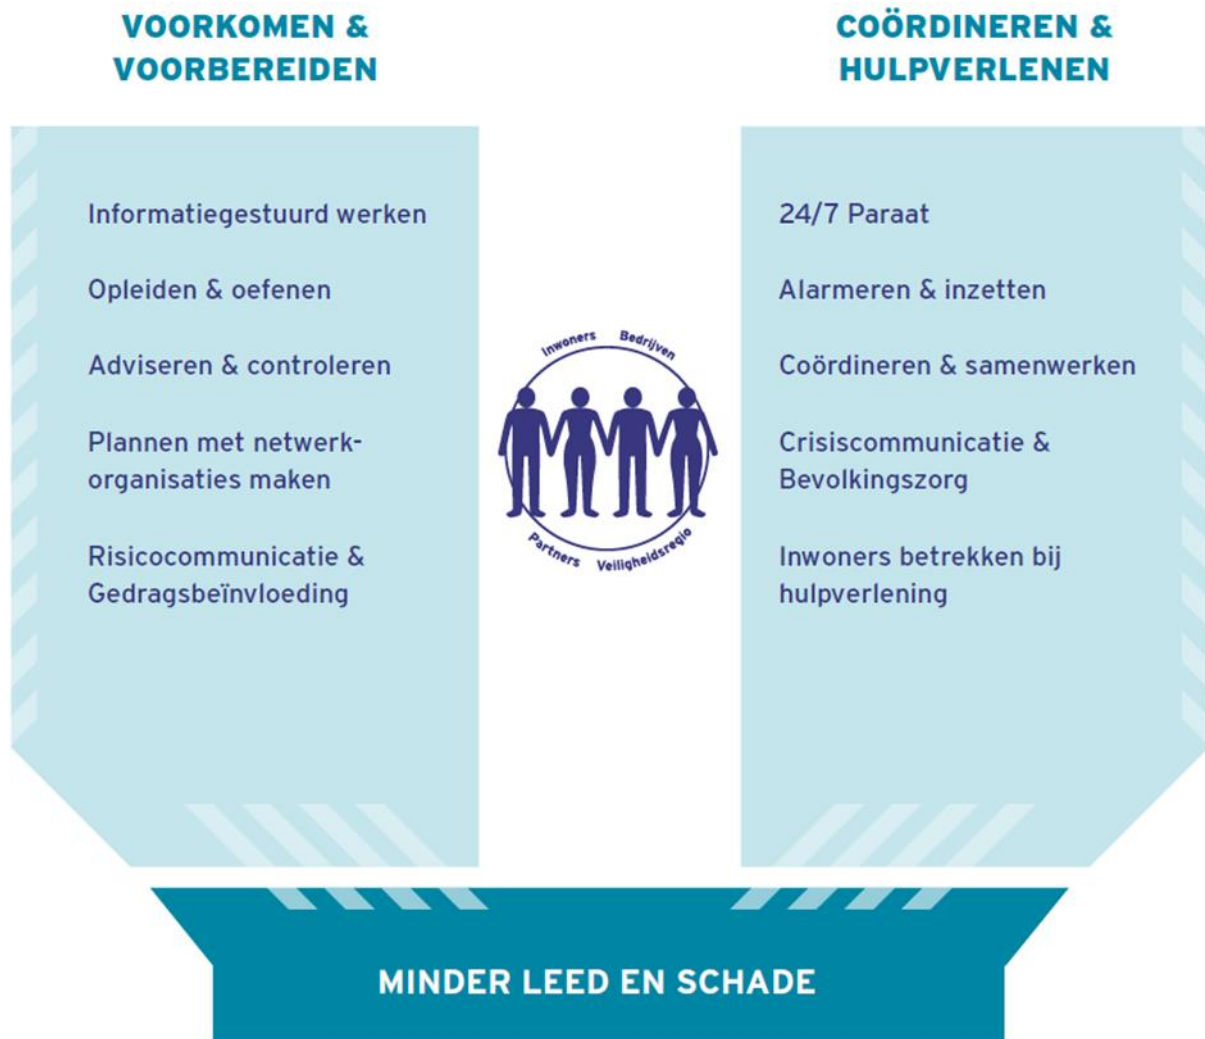 VOORKOMEN &
VOORBEREIDEN
Informatiegestuurd werken
Opleiden & oefenen
Adviseren & controleren
Plannen met netwerk-
organisaties maken
Risicocommunicatie &
Gedragsbeïnvloeding
Inwoners Bedrijven
Partners Veiligheidsregio
COÖRDINEREN &
HULPVERLENEN
24/7 Paraat
Alarmeren & inzetten
Coördineren & samenwerken
Crisiscommunicatie &
Bevolkingszorg
Inwoners betrekken bij
hulpverlening
MINDER LEED EN SCHADE